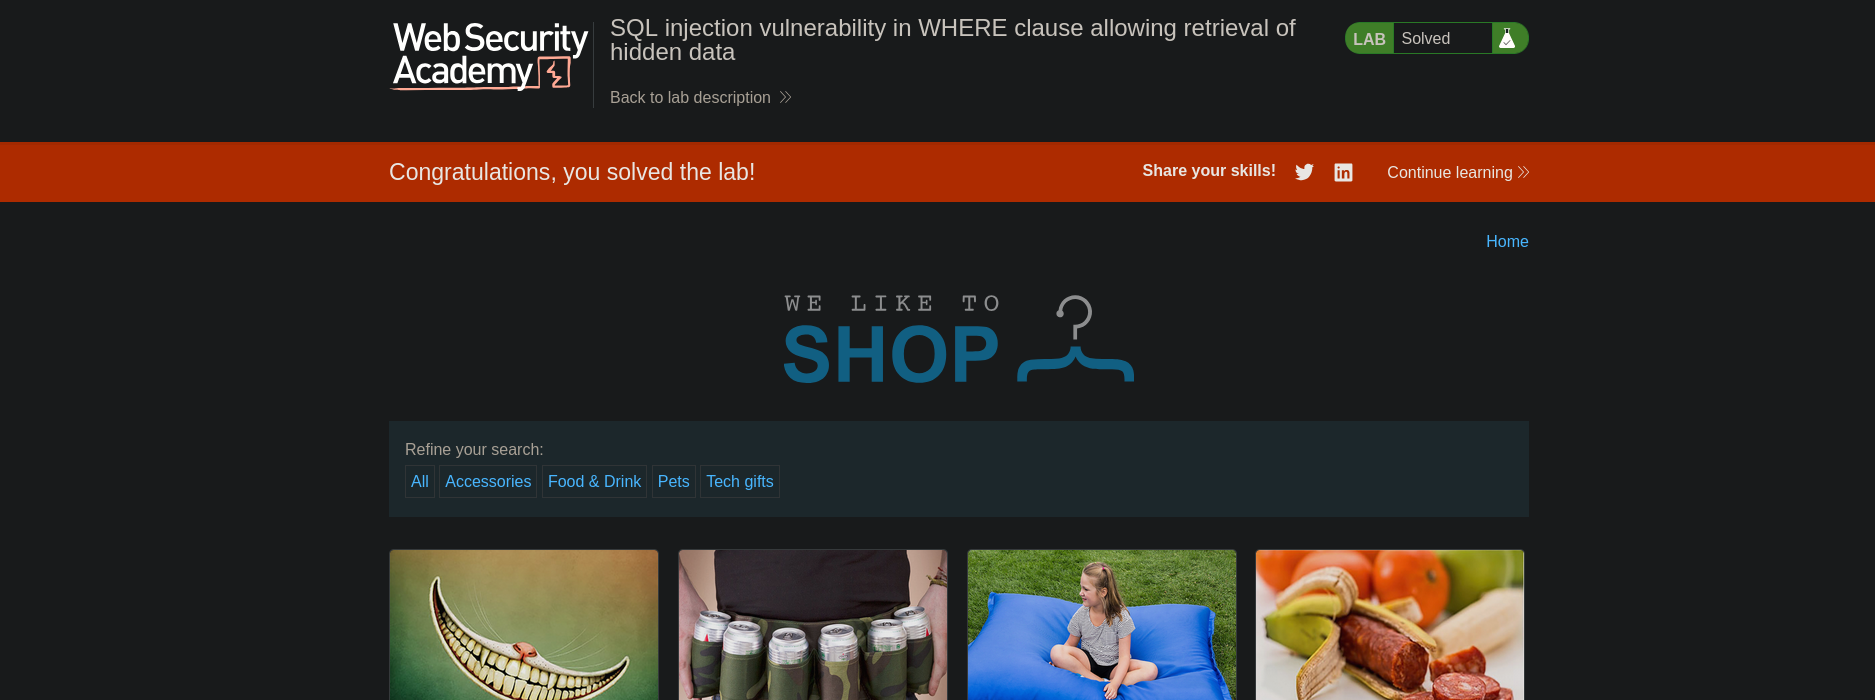 Web Security
Academy
SQL injection vulnerability in WHERE clause allowing retrieval of
hidden data
Back to lab description
LAB Solved
Congratulations, you solved the lab!
Share your skills!
Continue learning
Home
WE LIKE TO
SHOP
Refine your search:
All Accessories Food & Drink Pets Tech gifts